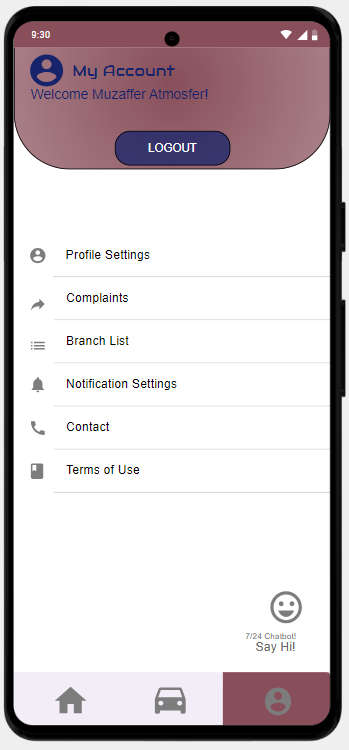 9:30
My Account
Welcome Muzaffer Atmosfer!
LOGOUT
Profile Settings
Complaints
Branch List
Notification Settings
Contact
Terms of Use
7/24 Chatbot!
Say Hi!